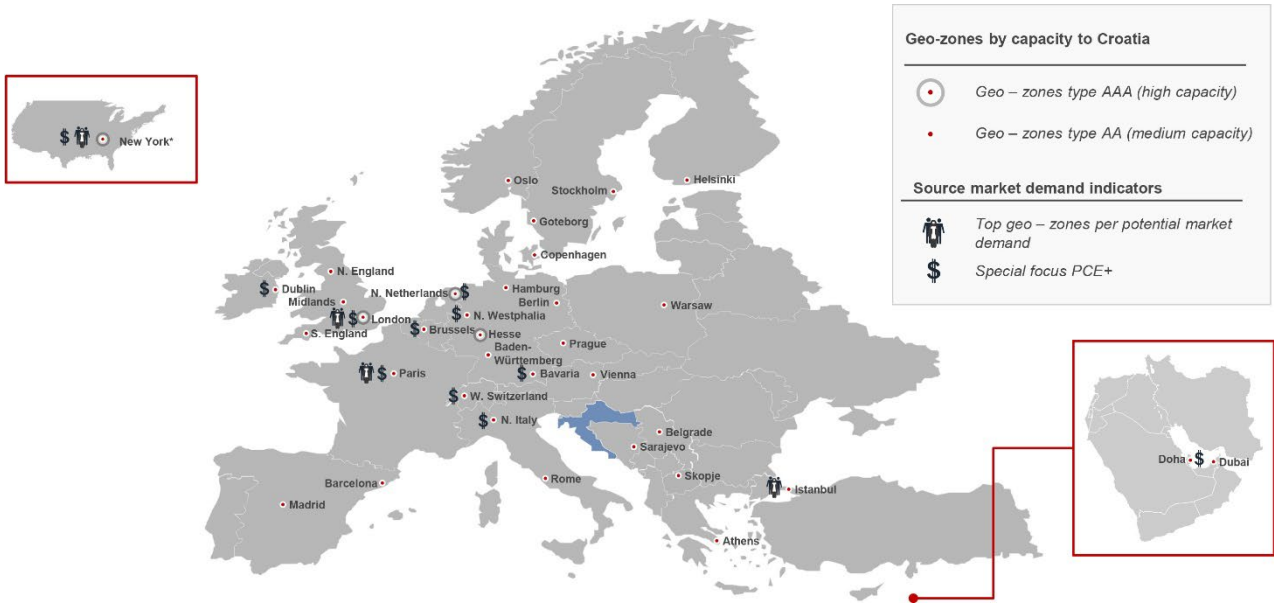 Geo-zones by capacity to Croatia
Geo – zones type AAA (high capacity)
Geo – zones type AA (medium capacity)
Source market demand indicators
Top geo – zones per potential market
demand
$ Special focus PCE+
$ New York*
Oslo
Stockholm
Helsinki
Goteborg
Copenhagen
N. England
$ Dublin
Midlands
N. Netherlands $
Hamburg
Berlin
Warsaw
$ London
$ N. Westphalia
S. England
$ Brussels
Hesse
Prague
Baden-
Württemberg
$ Paris
$ Bavaria
Vienna
$ W. Switzerland
$ N. Italy
Belgrade
Sarajevo
Barcelona
Rome
Skopje
Istanbul
Madrid
Athens
Doha $ Dubai